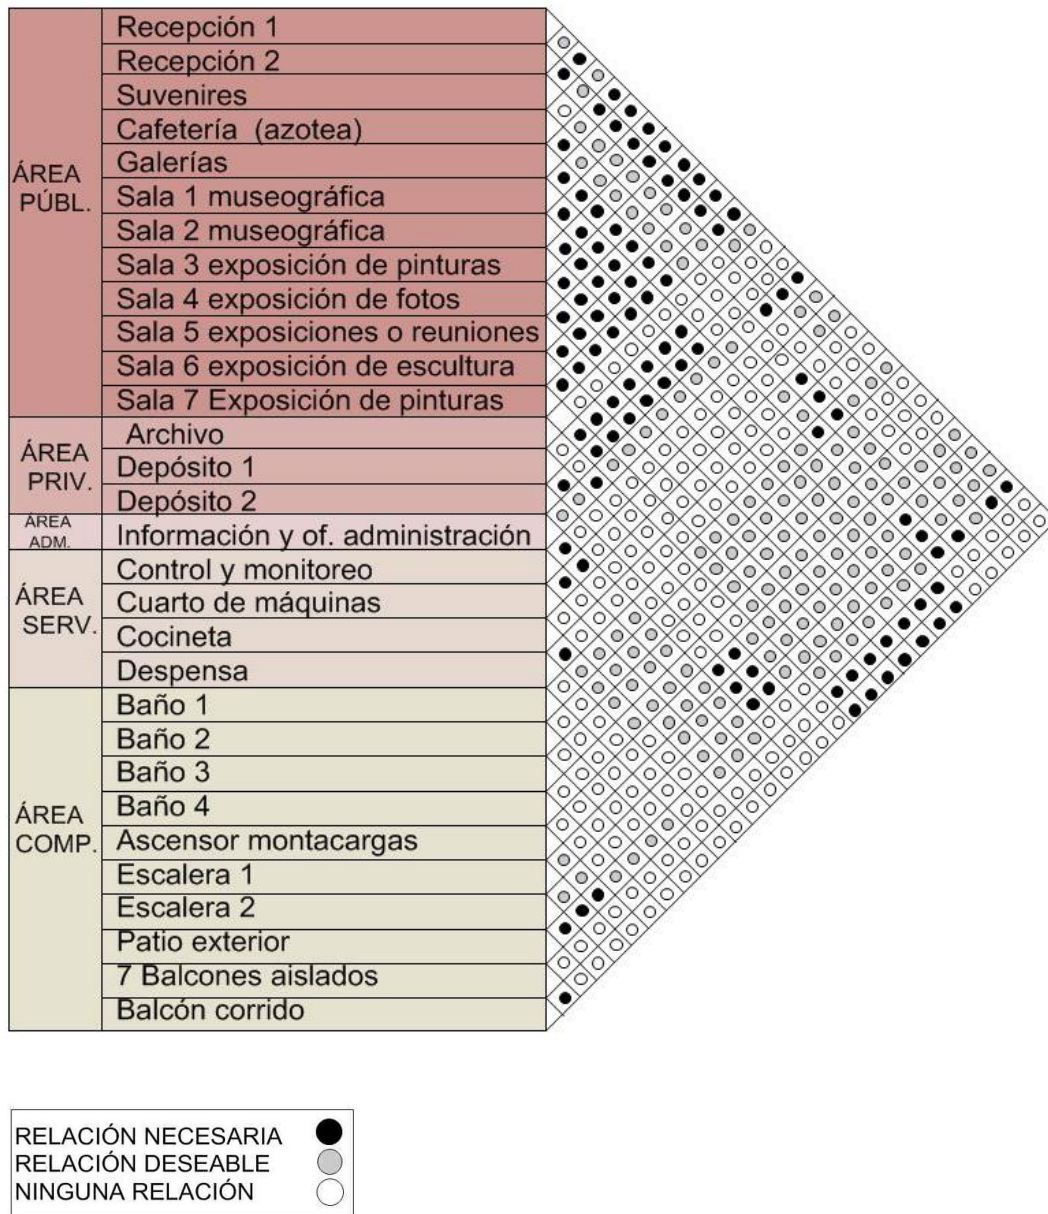 ÁREA
PÚBL.
Recepción 1
Recepción 2
Suvenires
Cafetería (azotea)
Galerías
Sala 1 museográfica
Sala 2 museográfica
Sala 3 exposición de pinturas
Sala 4 exposición de fotos
Sala 5 exposiciones o reuniones
Sala 6 exposición de escultura
Sala 7 Exposición de pinturas
ÁREA
PRIV.
Archivo
Depósito 1
Depósito 2
ÁREA
ADM.
Información y of. administración
ÁREA
SERV.
Control y monitoreo
Cuarto de máquinas
Cocineta
Despensa
ÁREA
COMP.
Baño 1
Baño 2
Baño 3
Baño 4
Ascensor montacargas
Escalera 1
Escalera 2
Patio exterior
7 Balcones aislados
Balcón corrido
RELACIÓN NECESARIA
RELACIÓN DESEABLE
NINGUNA RELACIÓN